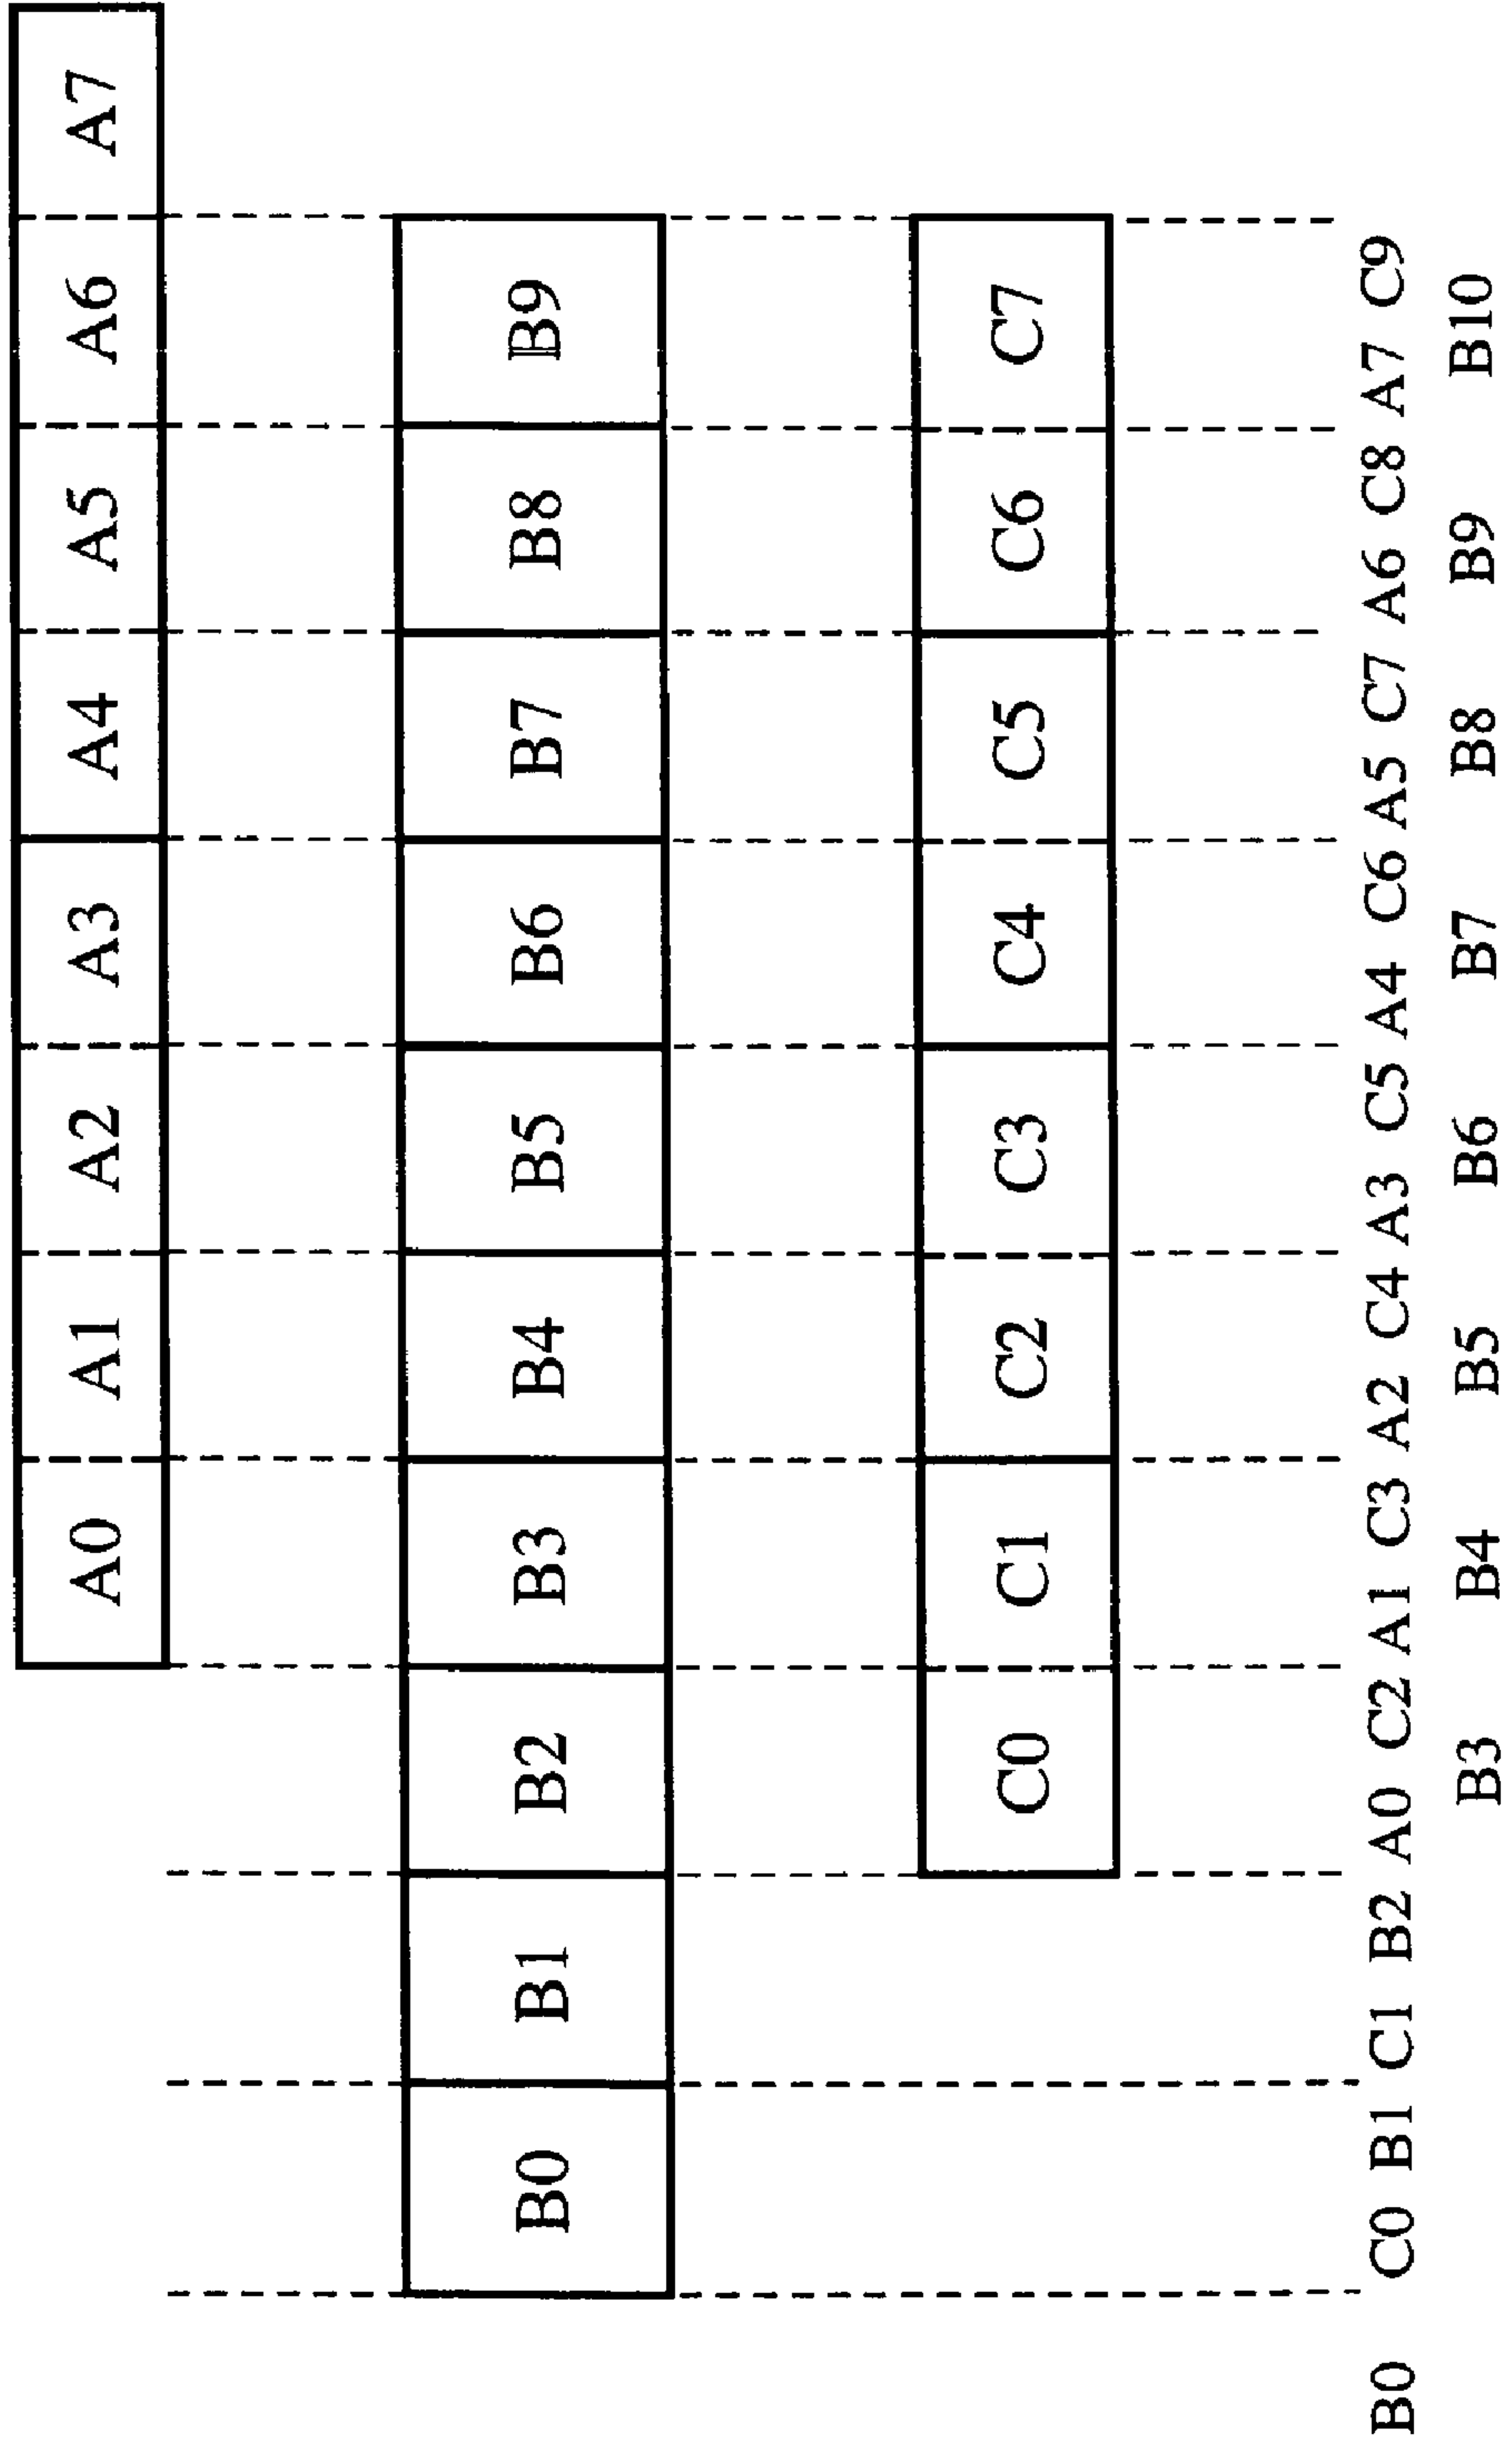 A0 A1 A2 A3 A4 A5 A6 A7
B0 B1 B2 B3 B4 B5 B6 B7 B8 B9
C0 C1 C2 C3 C4 C5 C6 C7
B0 C0 B1 C1 B2 A0 C2 A1 C3 A2 C4 A3 C5 A4 C6 A5 C7 A6 C8 A7 C9
B3 B4 B5 B6 B7 B8 B9 B10